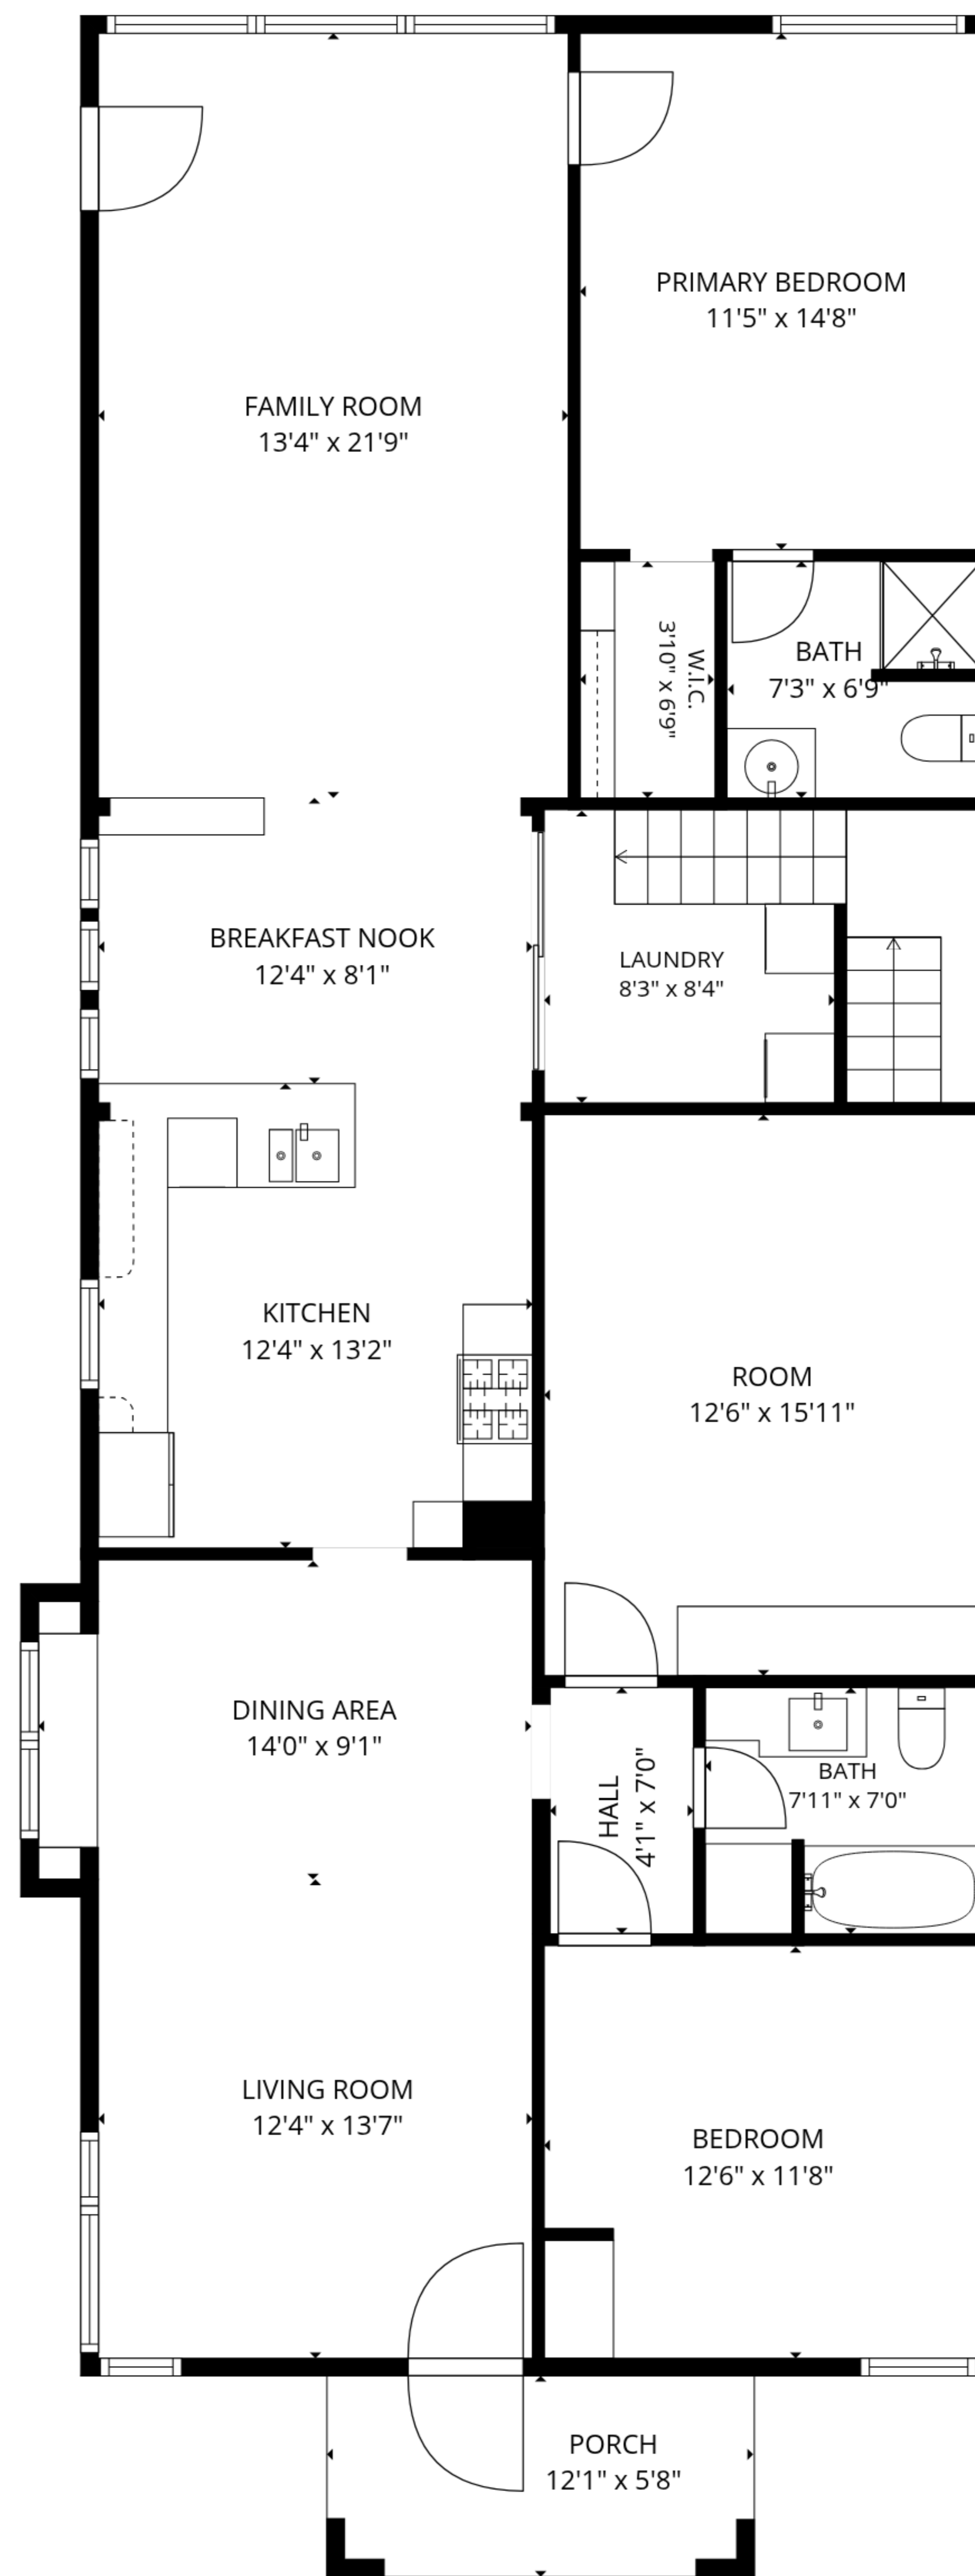 PRIMARY BEDROOM
11'5" x 14'8"
FAMILY ROOM
13'4" x 21'9"
W.I.C.
3'10" x 6'9"
BATH
7'3" x 6'9"
BREAKFAST NOOK
12'4" x 8'1"
LAUNDRY
8'3" x 8'4"
KITCHEN
12'4" x 13'2"
ROOM
12'6" x 15'11"
DINING AREA
14'0" x 9'1"
HALL
4'1" x 7'0"
BATH
7'11" x 7'0"
LIVING ROOM
12'4" x 13'7"
BEDROOM
12'6" x 11'8"
PORCH
12'1" x 5'8"